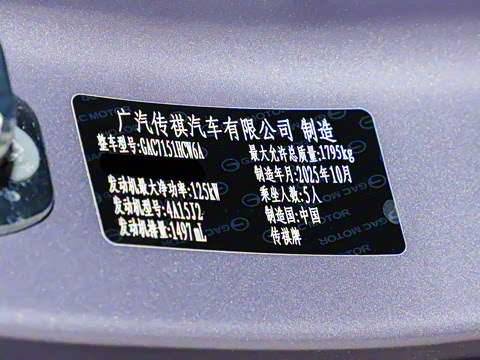 广汽传祺汽车有限公司 制造
整车型号:GAC7151HCW6A
最大允许总质量:1795kg
制造年月:2025年10月
发动机最大净功率:125kW
乘坐人数:5人
发动机型号:4A15J2
制造国:中国
发动机排量:1497mL
传祺牌
GAC MOTOR